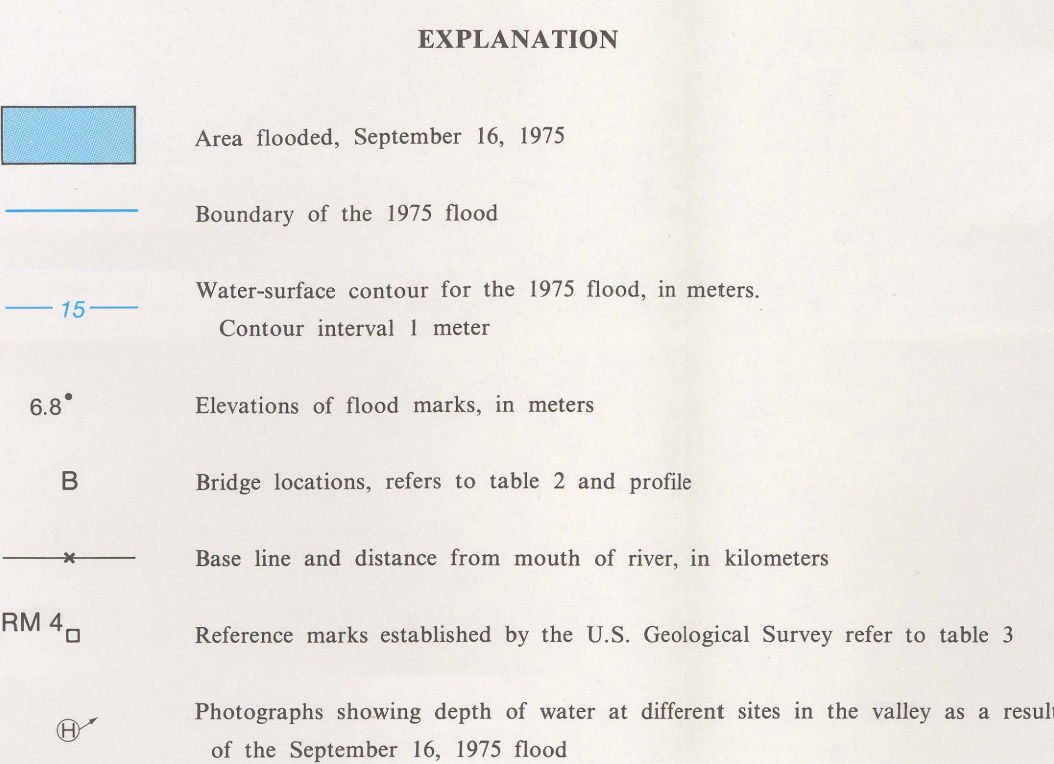 EXPLANATION
Area flooded, September 16, 1975
Boundary of the 1975 flood
15 Water-surface contour for the 1975 flood, in meters.
Contour interval 1 meter
6.8 Elevations of flood marks, in meters
B Bridge locations, refers to table 2 and profile
Base line and distance from mouth of river, in kilometers
RM 4 Reference marks established by the U.S. Geological Survey refer to table 3
H Photographs showing depth of water at different sites in the valley as a result
of the September 16, 1975 flood